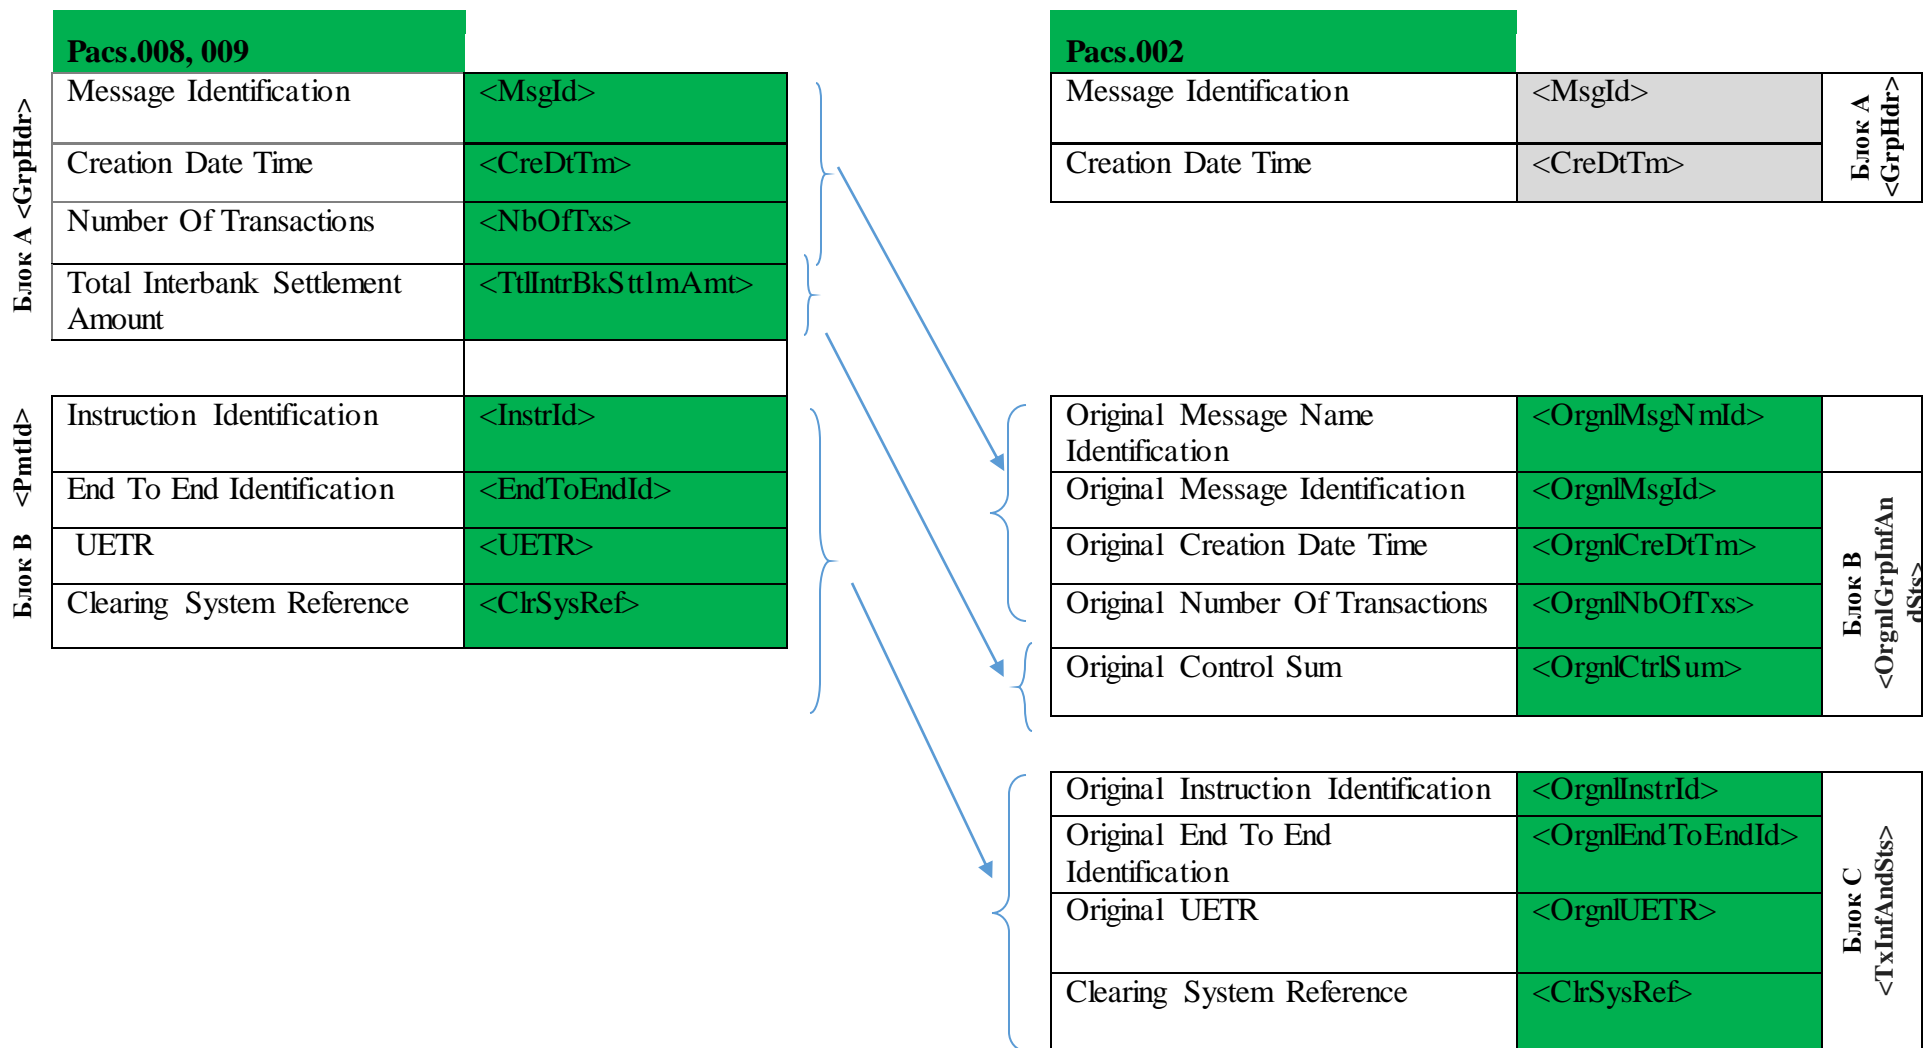 Pacs.008, 009
Блок А <GrpHdr>
Message Identification <MsgId>
Creation Date Time <CreDtTm>
Number Of Transactions <NbOfTxs>
Total Interbank Settlement <TtlIntrBkSttlmAmt>
Amount
Блок В <PmtId>
Instruction Identification <InstrId>
End To End Identification <EndToEndId>
UETR <UETR>
Clearing System Reference <ClrSysRef>
Pacs.002
Message Identification <MsgId>
Creation Date Time <CreDtTm>
Блок А
<GrpHdr>
Original Message Name <OrgnlMsgNmId>
Identification
Original Message Identification <OrgnlMsgId>
Original Creation Date Time <OrgnlCreDtTm>
Original Number Of Transactions <OrgnlNbOfTxs>
Original Control Sum <OrgnlCtrlSum>
Блок В
<OrgnlGrpInfAn
dSts>
Original Instruction Identification <OrgnlInstrId>
Original End To End <OrgnlEndToEndId>
Identification
Original UETR <OrgnlUETR>
Clearing System Reference <ClrSysRef>
Блок С
<TxInfAndSts>